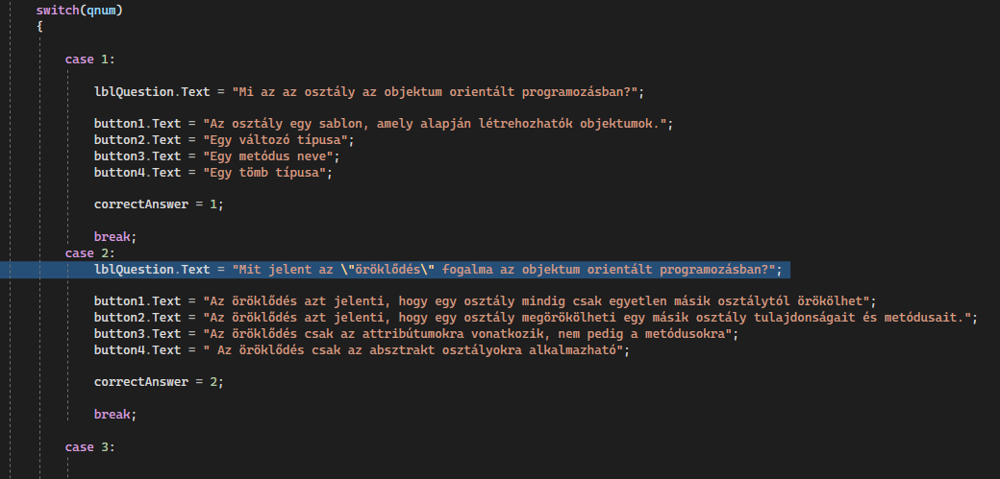 switch(qnum)
{
case 1:
lblQuestion.Text = "Mi az az osztály az objektum orientált programozásban?";
button1.Text = "Az osztály egy sablon, amely alapján létrehozhatók objektumok.";
button2.Text = "Egy változó típusa";
button3.Text = "Egy metódus neve";
button4.Text = "Egy tömb típusa";
correctAnswer = 1;
break;
case 2:
lblQuestion.Text = "Mit jelent az \"öröklődés\" fogalma az objektum orientált programozásban?";
button1.Text = "Az öröklődés azt jelenti, hogy egy osztály mindig csak egyetlen másik osztálytól örökölhet";
button2.Text = "Az öröklődés azt jelenti, hogy egy osztály megörökölheti egy másik osztály tulajdonságait és metódusait.";
button3.Text = "Az öröklődés csak az attribútumokra vonatkozik, nem pedig a metódusokra";
button4.Text = " Az öröklődés csak az absztrakt osztályokra alkalmazható";
correctAnswer = 2;
break;
case 3: